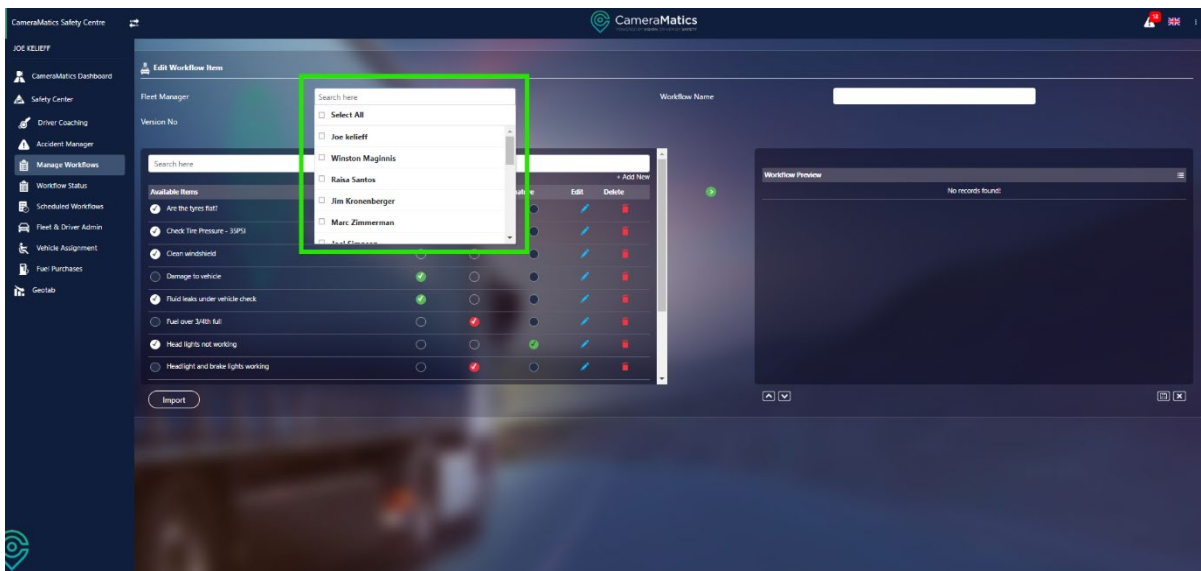 CameraMatics Safety Centre
CameraMatics
18
JOE KELIEFF
CameraMatics Dashboard
Safety Center
Driver Coaching
Accident Manager
Manage Workflows
Workflow Status
Scheduled Workflows
Fleet & Driver Admin
Vehicle Assignment
Fuel Purchases
Geotab
Edit Workflow Item
Fleet Manager
Search here
Workflow Name
Version No
Select All
Joe kelieff
Winston Maginnis
Raisa Santos
Jim Kronenberger
Marc Zimmerman
Joel Simpson
Search here
+ Add New
Available Items
Edit Delete
Are the tyres flat?
Check Tire Pressure - 35PSI
Clean windshield
Damage to vehicle
Fluid leaks under vehicle check
Fuel over 3/4th full
Head lights not working
Headlight and brake lights working
Import
Workflow Preview
No records found!